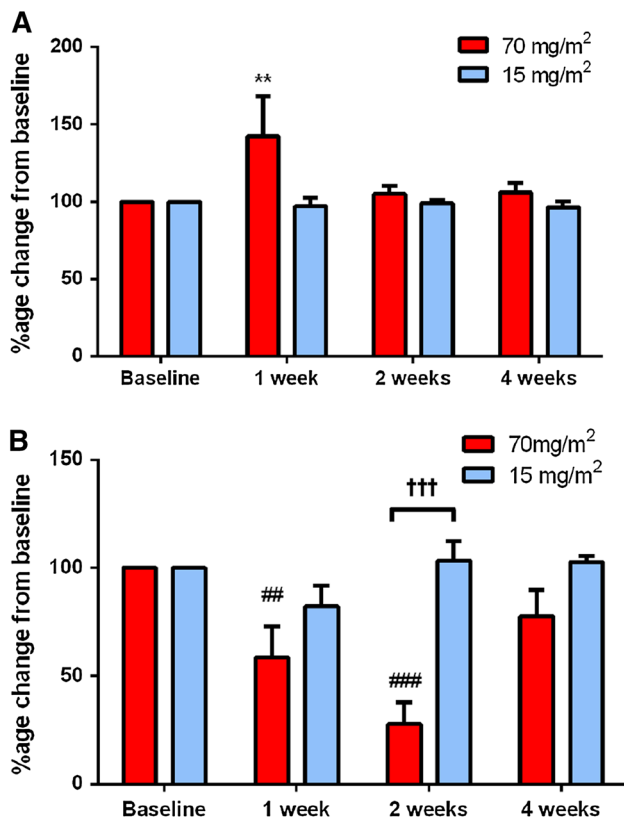 A
%age change from baseline
200
150
100
50
0
70 mg/m²
15 mg/m²
**
Baseline 1 week 2 weeks 4 weeks
B
%age change from baseline
150
100
50
0
70mg/m²
15 mg/m²
†††
##
###
Baseline 1 week 2 weeks 4 weeks